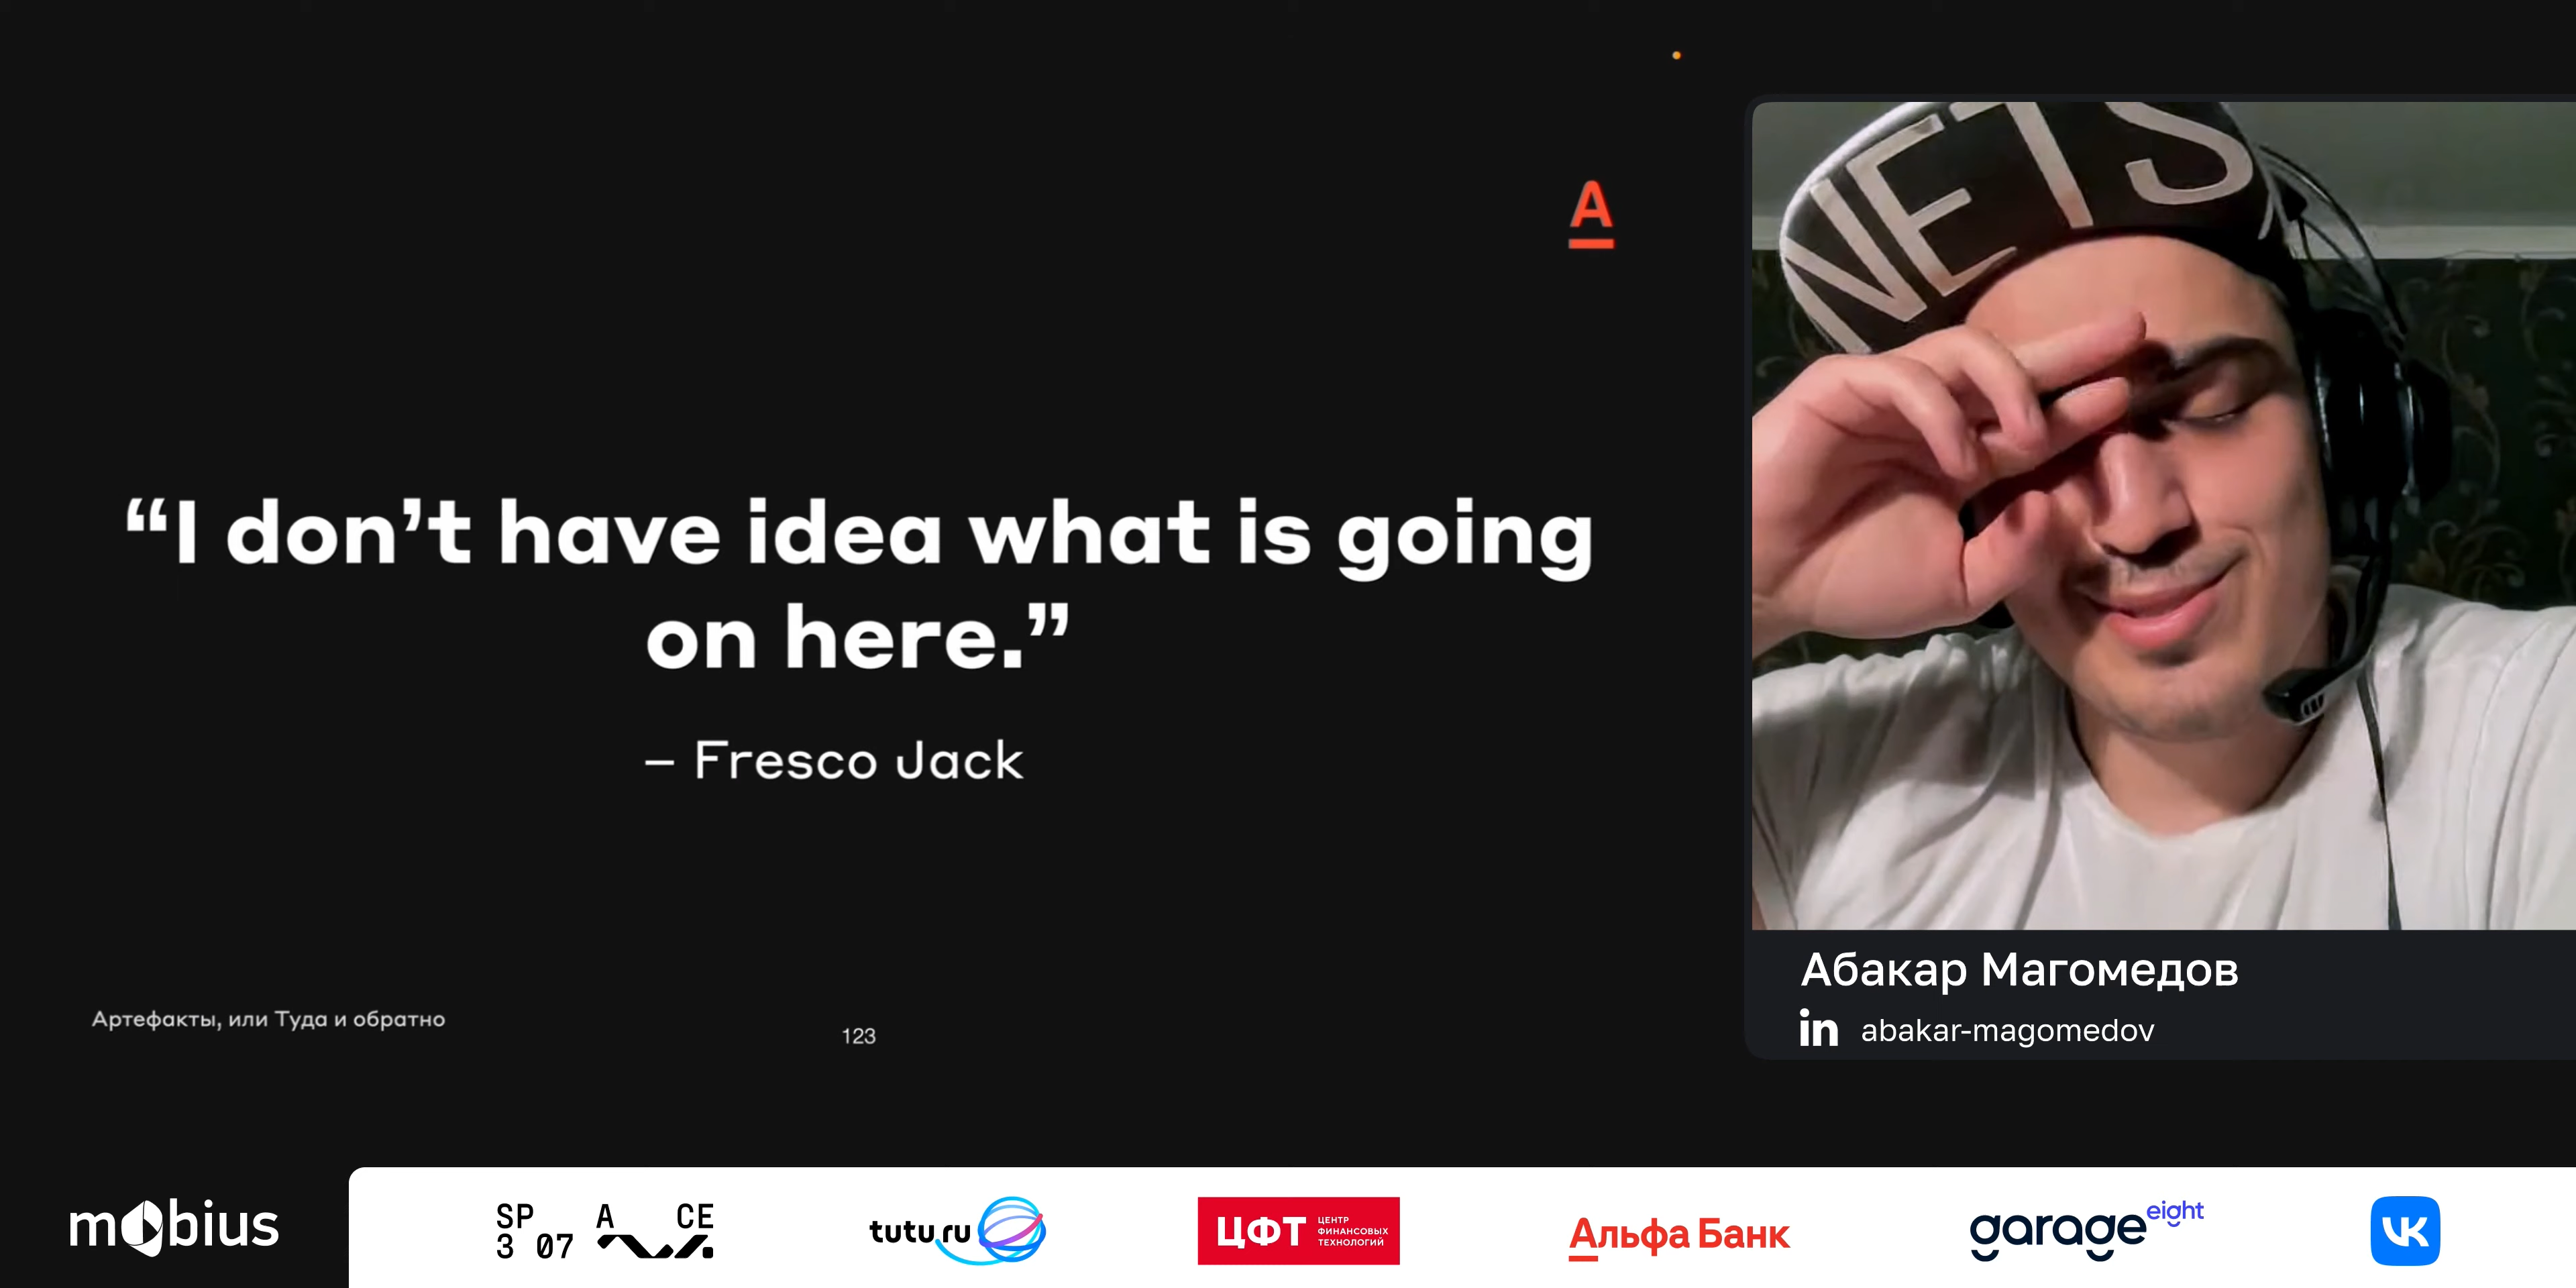 A
“I don’t have idea what is going
on here.”
– Fresco Jack
Артефакты, или Туда и обратно
123
NETS
Абакар Магомедов
in abakar-magomedov
mobius
SP A CE
3 07
tutu.ru
ЦФТ
ЦЕНТР
ФИНАНСОВЫХ
ТЕХНОЛОГИЙ
Альфа Банк
garage eight
VK